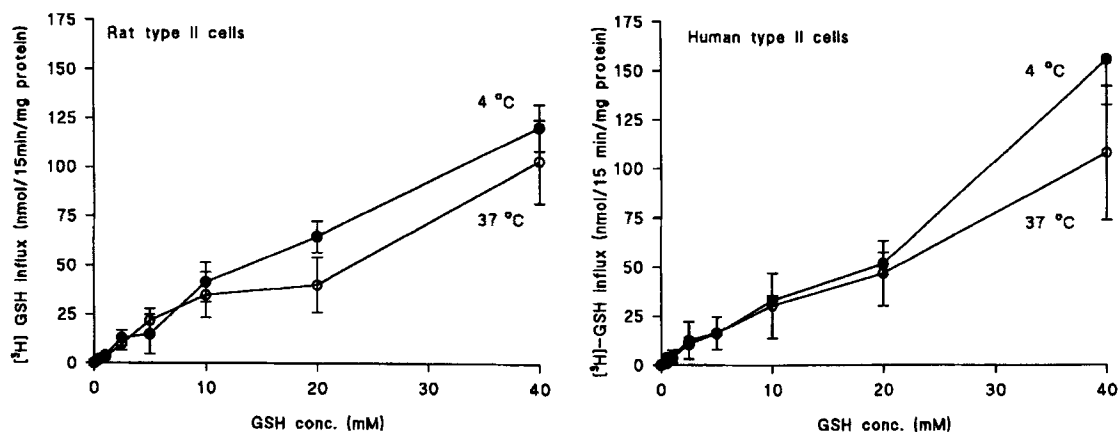 [³H] GSH influx (nmol/15min/mg protein)
175
150
125
100
75
50
25
0
Rat type II cells
4 °C
37 °C
0 10 20 30 40
GSH conc. (mM)
[³H]-GSH influx (nmol/15 min/mg protein)
175
150
125
100
75
50
25
0
Human type II cells
4 °C
37 °C
0 10 20 30 40
GSH conc. (mM)